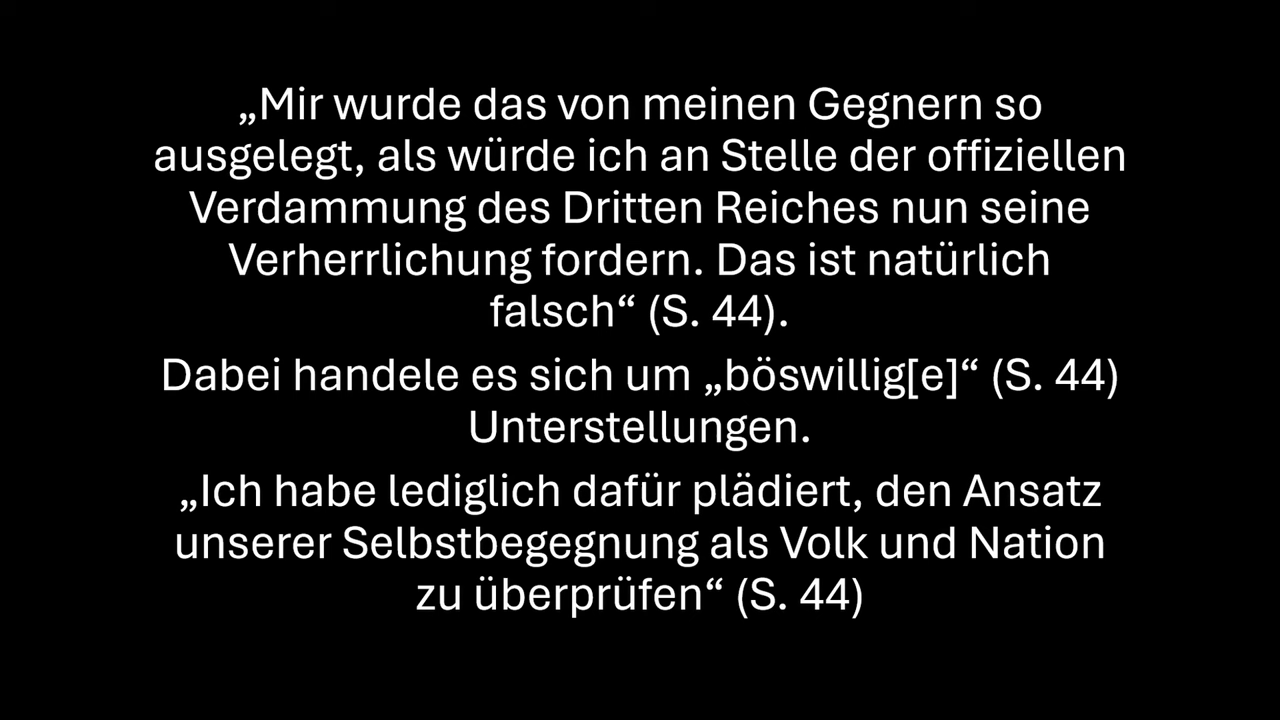 „Mir wurde das von meinen Gegnern so
ausgelegt, als würde ich an Stelle der offiziellen
Verdammung des Dritten Reiches nun seine
Verherrlichung fordern. Das ist natürlich
falsch“ (S. 44).
Dabei handele es sich um „böswillig[e]“ (S. 44)
Unterstellungen.
„Ich habe lediglich dafür plädiert, den Ansatz
unserer Selbstbegegnung als Volk und Nation
zu überprüfen“ (S. 44)